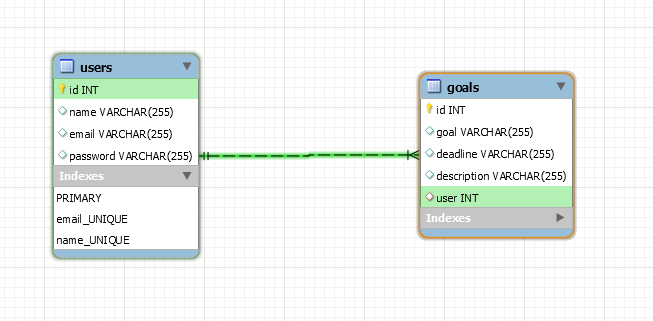 users
id INT
name VARCHAR(255)
email VARCHAR(255)
password VARCHAR(255)
Indexes
PRIMARY
email_UNIQUE
name_UNIQUE
goals
id INT
goal VARCHAR(255)
deadline VARCHAR(255)
description VARCHAR(255)
user INT
Indexes